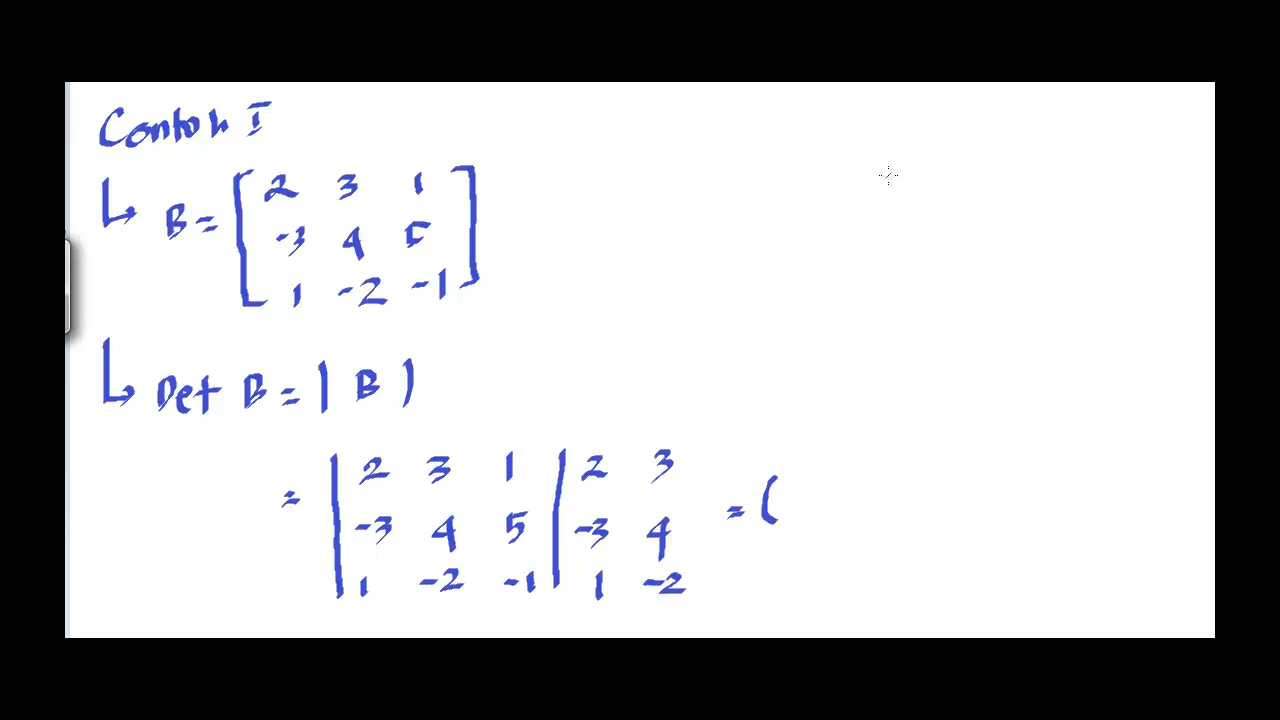 Contoh I
↳ B = [ 2 3 1
-3 4 5
1 -2 -1 ]
↳ Det B = | B |
= | 2 3 1 | 2 3 = (
-3 4 5 | -3 4
1 -2 -1 | 1 -2